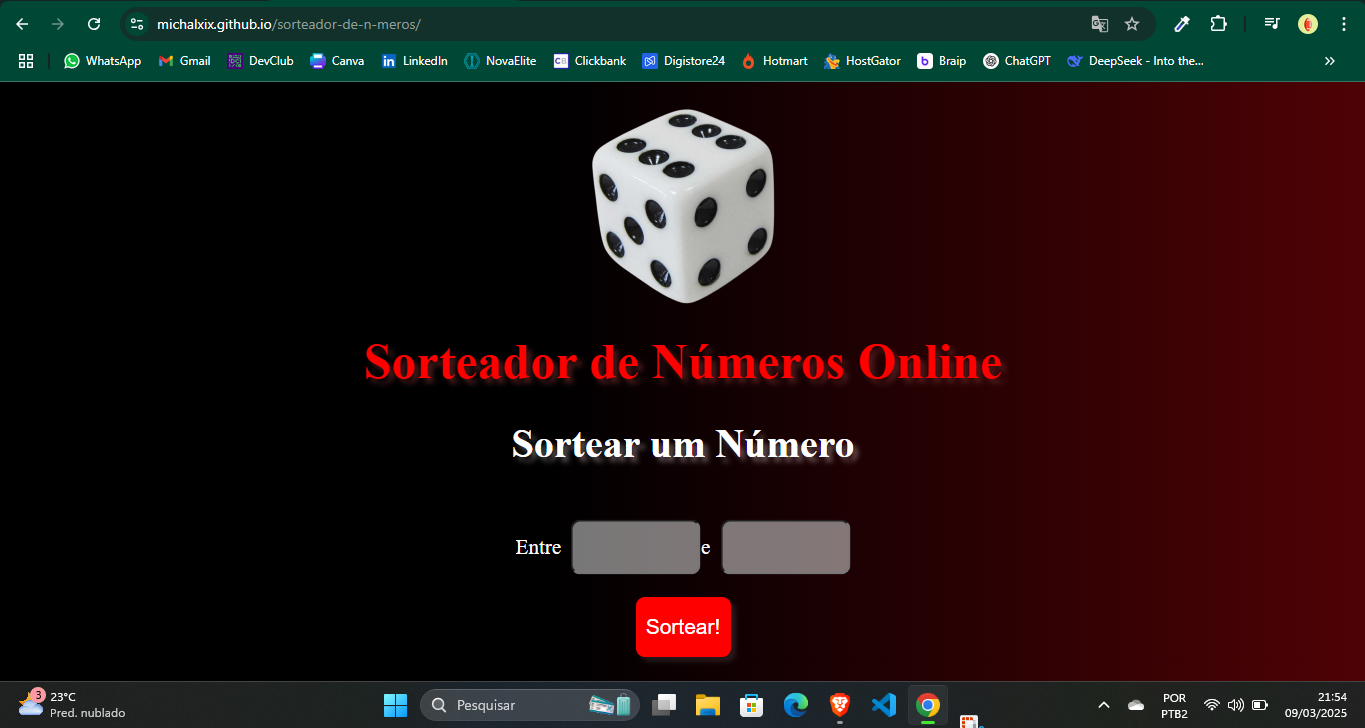 michalxix.github.io/sorteador-de-n-meros/
WhatsApp Gmail DevClub Canva LinkedIn NovaElite Clickbank Digistore24 Hotmart HostGator Braip ChatGPT DeepSeek - Into the...
Sorteador de Números Online
Sortear um Número
Entre e
Sortear!
3 23°C
Pred. nublado
Pesquisar
POR
PTB2
21:54
09/03/2025